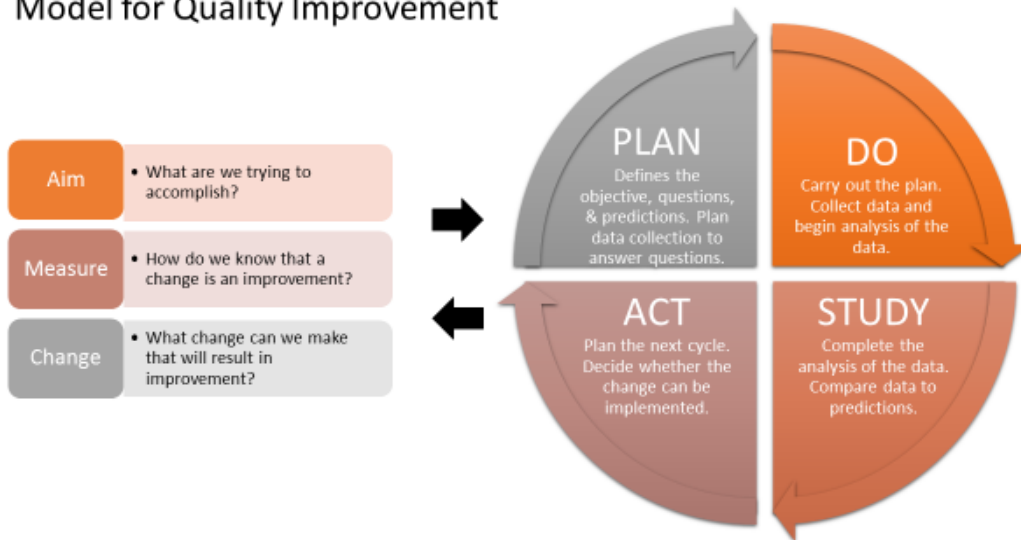 Model for Quality Improvement
Aim
• What are we trying to
accomplish?
Measure
• How do we know that a
change is an improvement?
Change
• What change can we make
that will result in
improvement?
PLAN
Defines the
objective, questions,
& predictions. Plan
data collection to
answer questions.
DO
Carry out the plan.
Collect data and
begin analysis of the
data.
ACT
Plan the next cycle.
Decide whether the
change can be
implemented.
STUDY
Complete the
analysis of the data.
Compare data to
predictions.